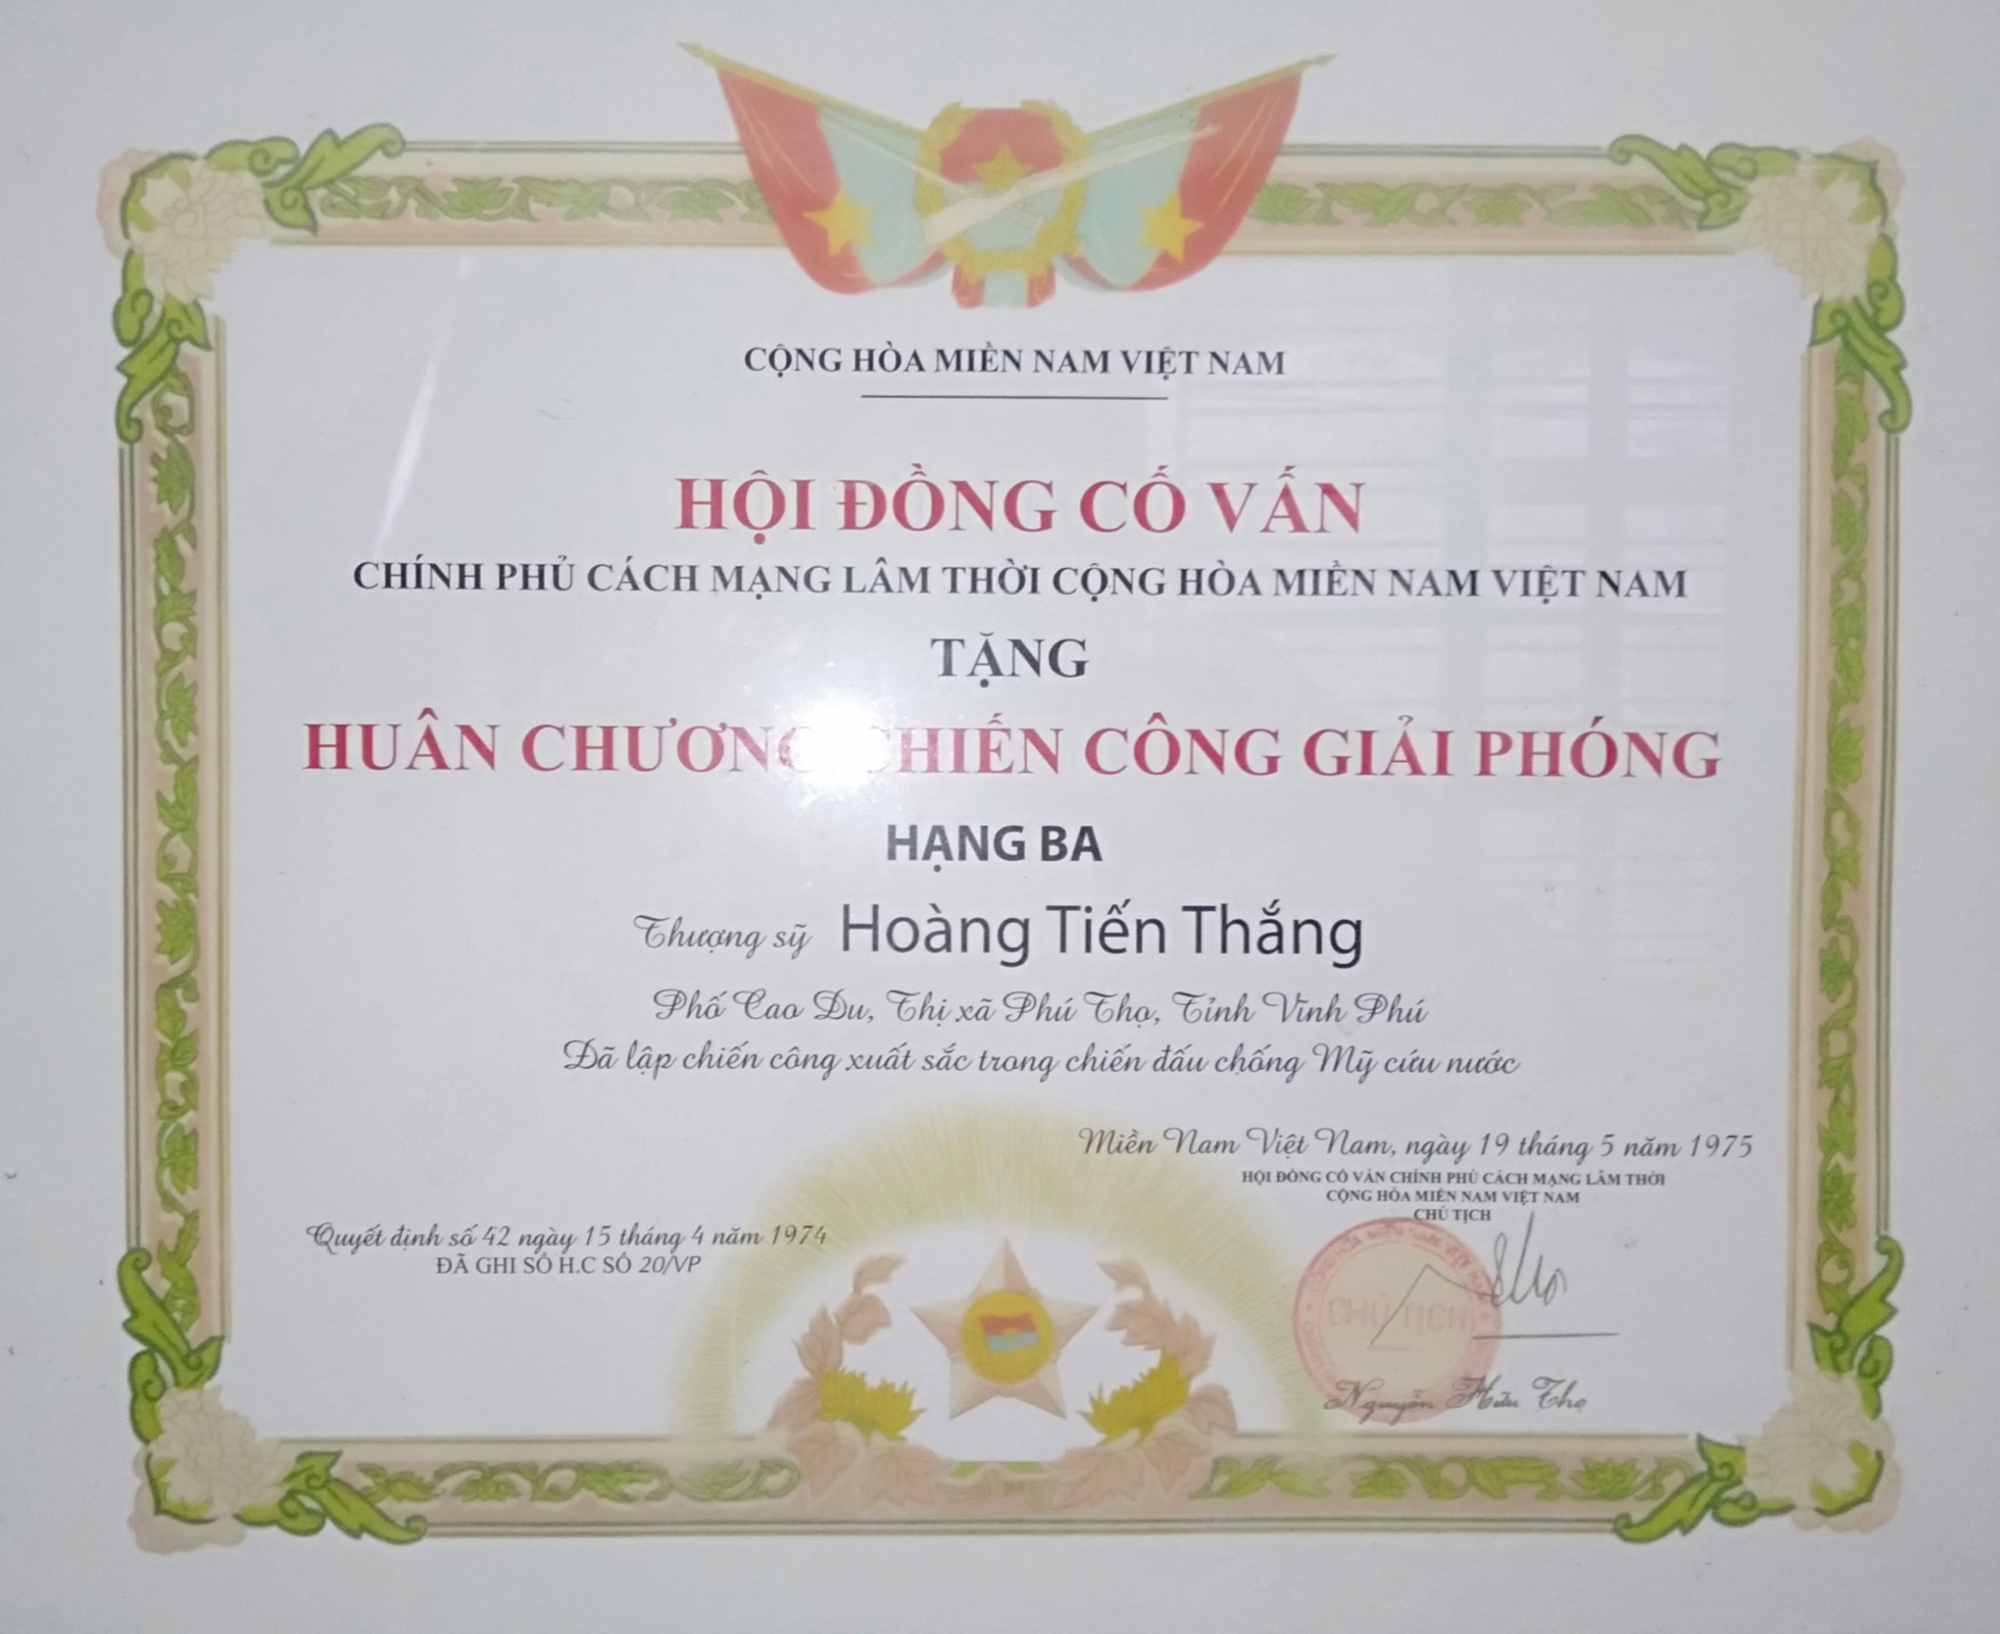 CỘNG HÒA MIỀN NAM VIỆT NAM
HỘI ĐỒNG CỐ VẤN
CHÍNH PHỦ CÁCH MẠNG LÂM THỜI CỘNG HÒA MIỀN NAM VIỆT NAM
TẶNG
HUÂN CHƯƠNG CHIẾN CÔNG GIẢI PHÓNG
HẠNG BA
Thượng sỹ Hoàng Tiến Thắng
Phố Cao Du, Thị xã Phú Thọ, Tỉnh Vĩnh Phú
Đã lập chiến công xuất sắc trong chiến đấu chống Mỹ cứu nước
Miền Nam Việt Nam, ngày 19 tháng 5 năm 1975
HỘI ĐỒNG CỐ VẤN CHÍNH PHỦ CÁCH MẠNG LÂM THỜI
CỘNG HÒA MIỀN NAM VIỆT NAM
CHỦ TỊCH
Quyết định số 42 ngày 15 tháng 4 năm 1974
ĐÃ GHI SỔ H.C SỐ 20/VP
CHỦ TỊCH
Nguyễn Hữu Thọ